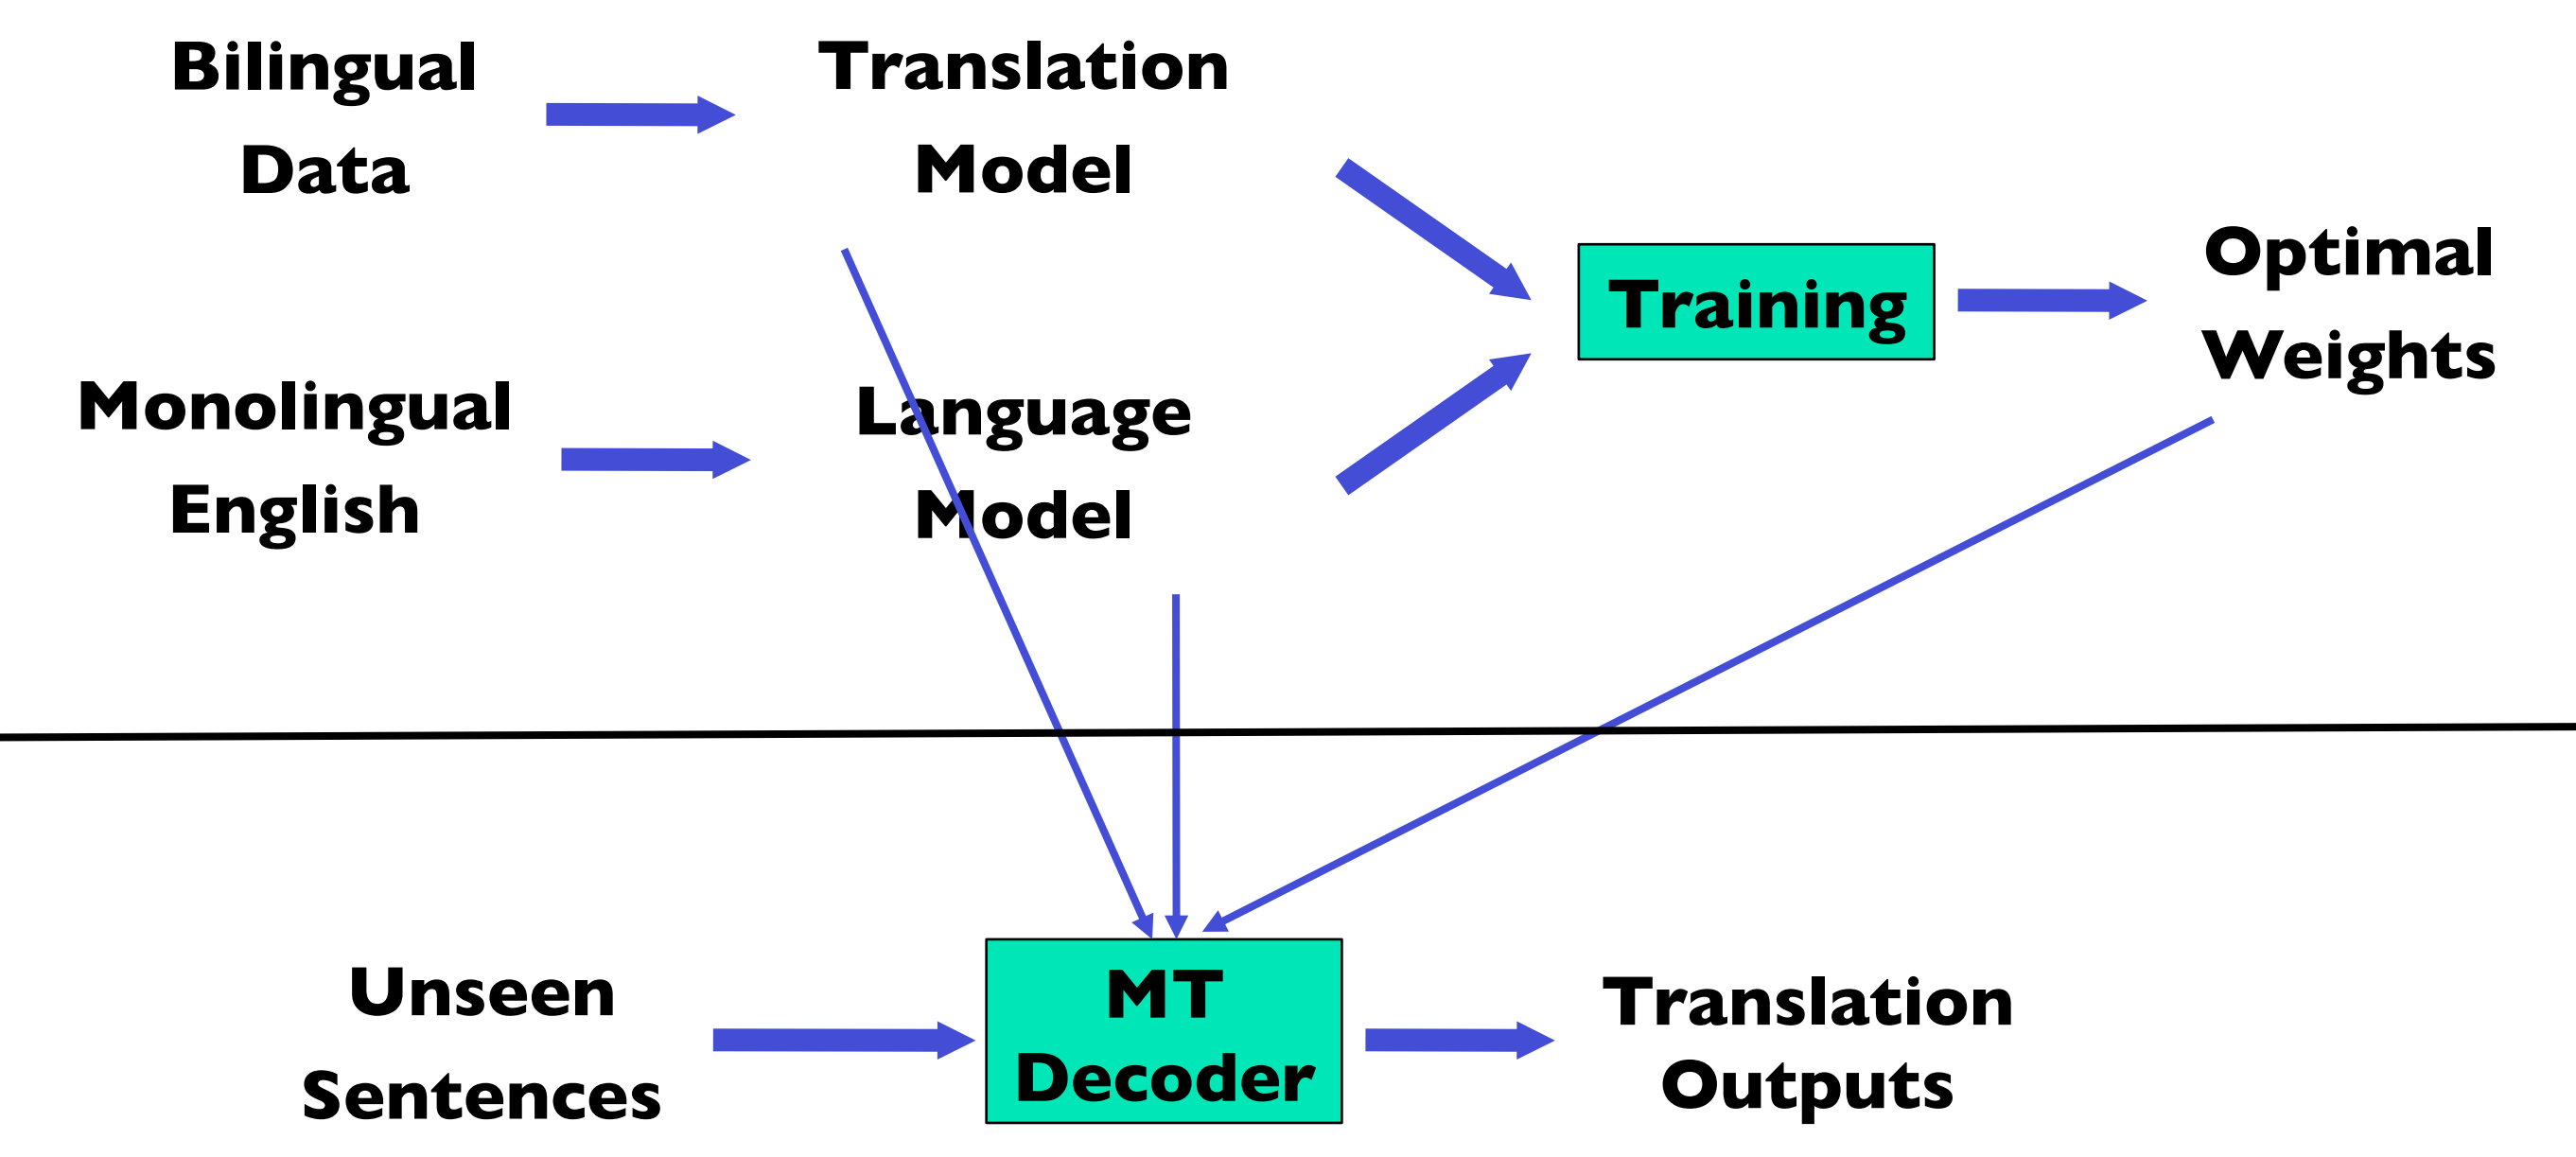 Bilingual
Data
Translation
Model
Monolingual
English
Language
Model
Training
Optimal
Weights
Unseen
Sentences
MT
Decoder
Translation
Outputs